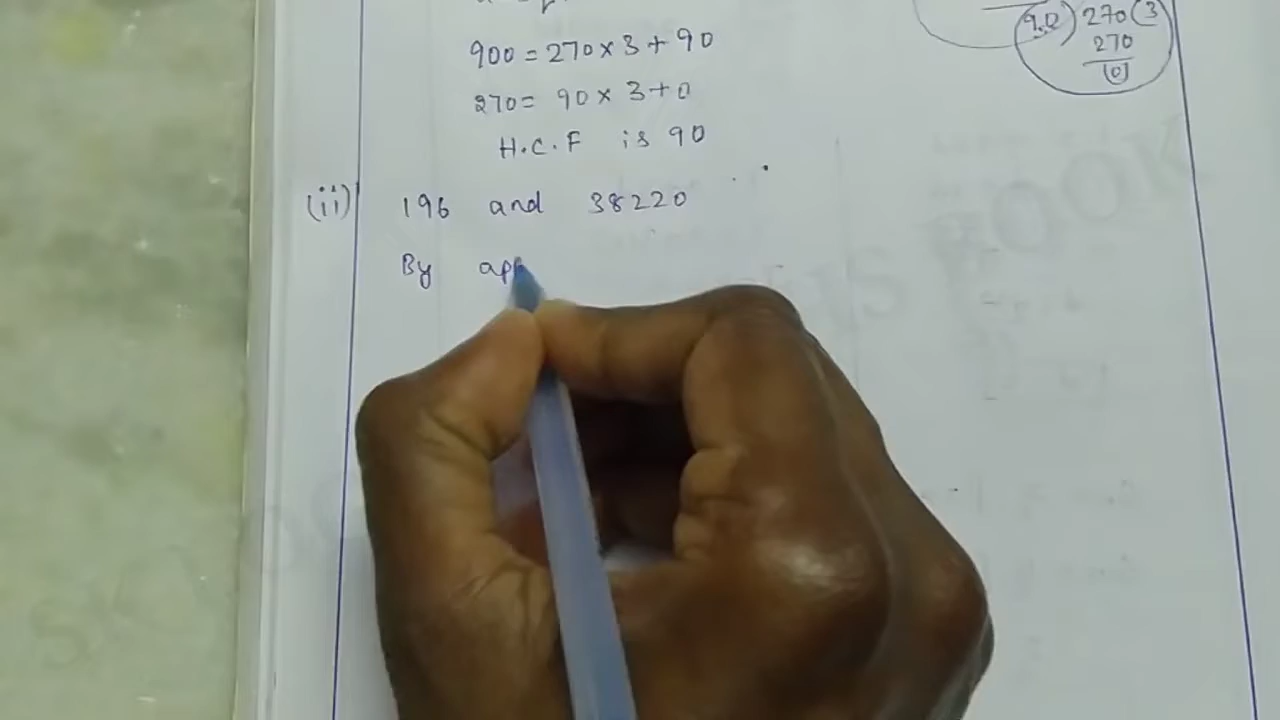 900 = 270 × 3 + 90
270 = 90 × 3 + 0
H.C.F is 90
(ii) 196 and 38220
By app
90) 270 (3
270
0